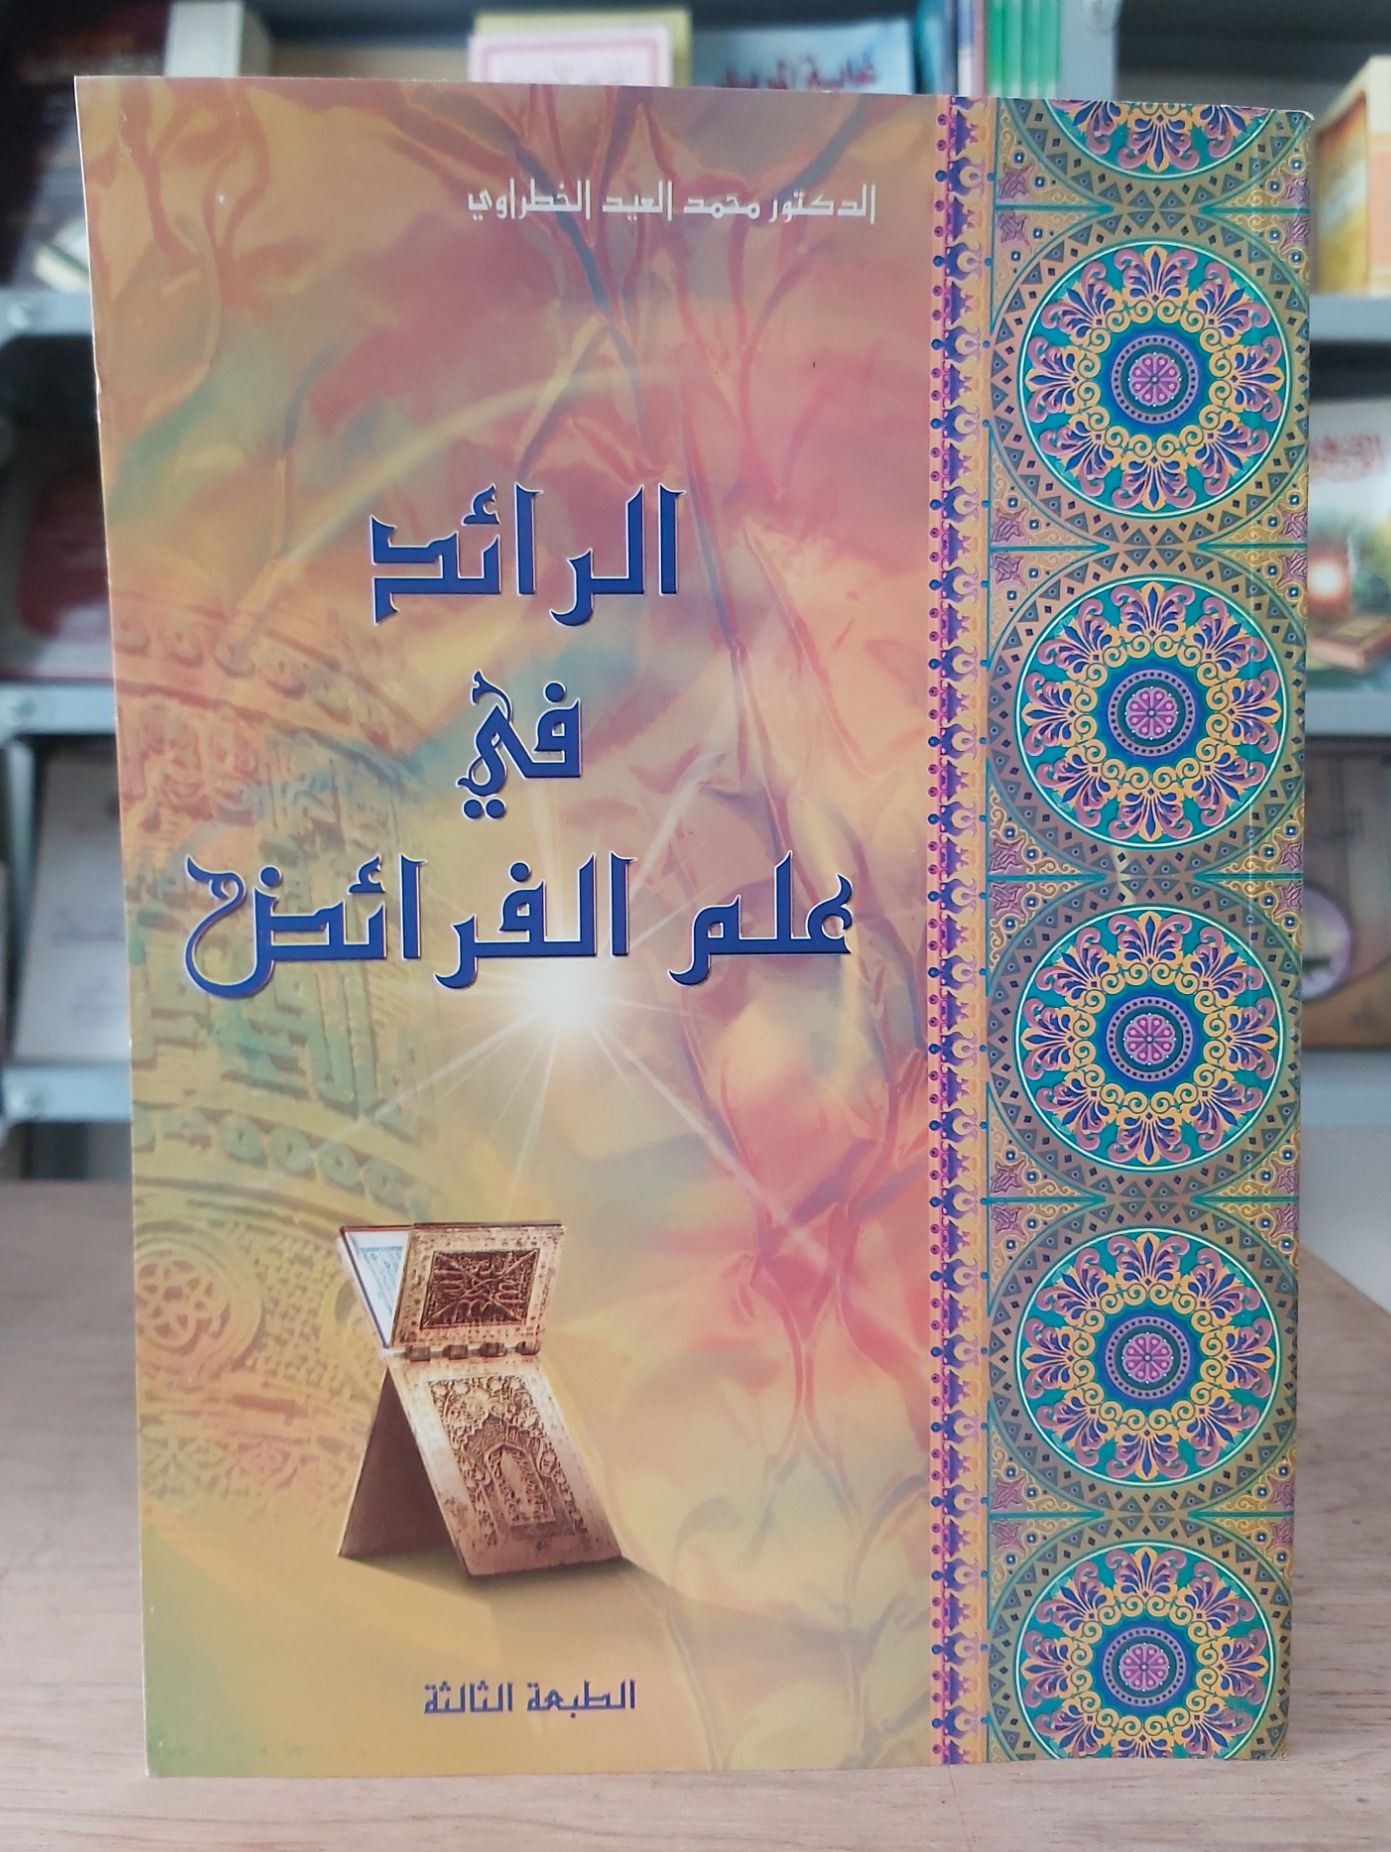 الدكتور محمد العيد الخطراوي
الرائد
في
علم الفرائض
الطبعة الثالثة